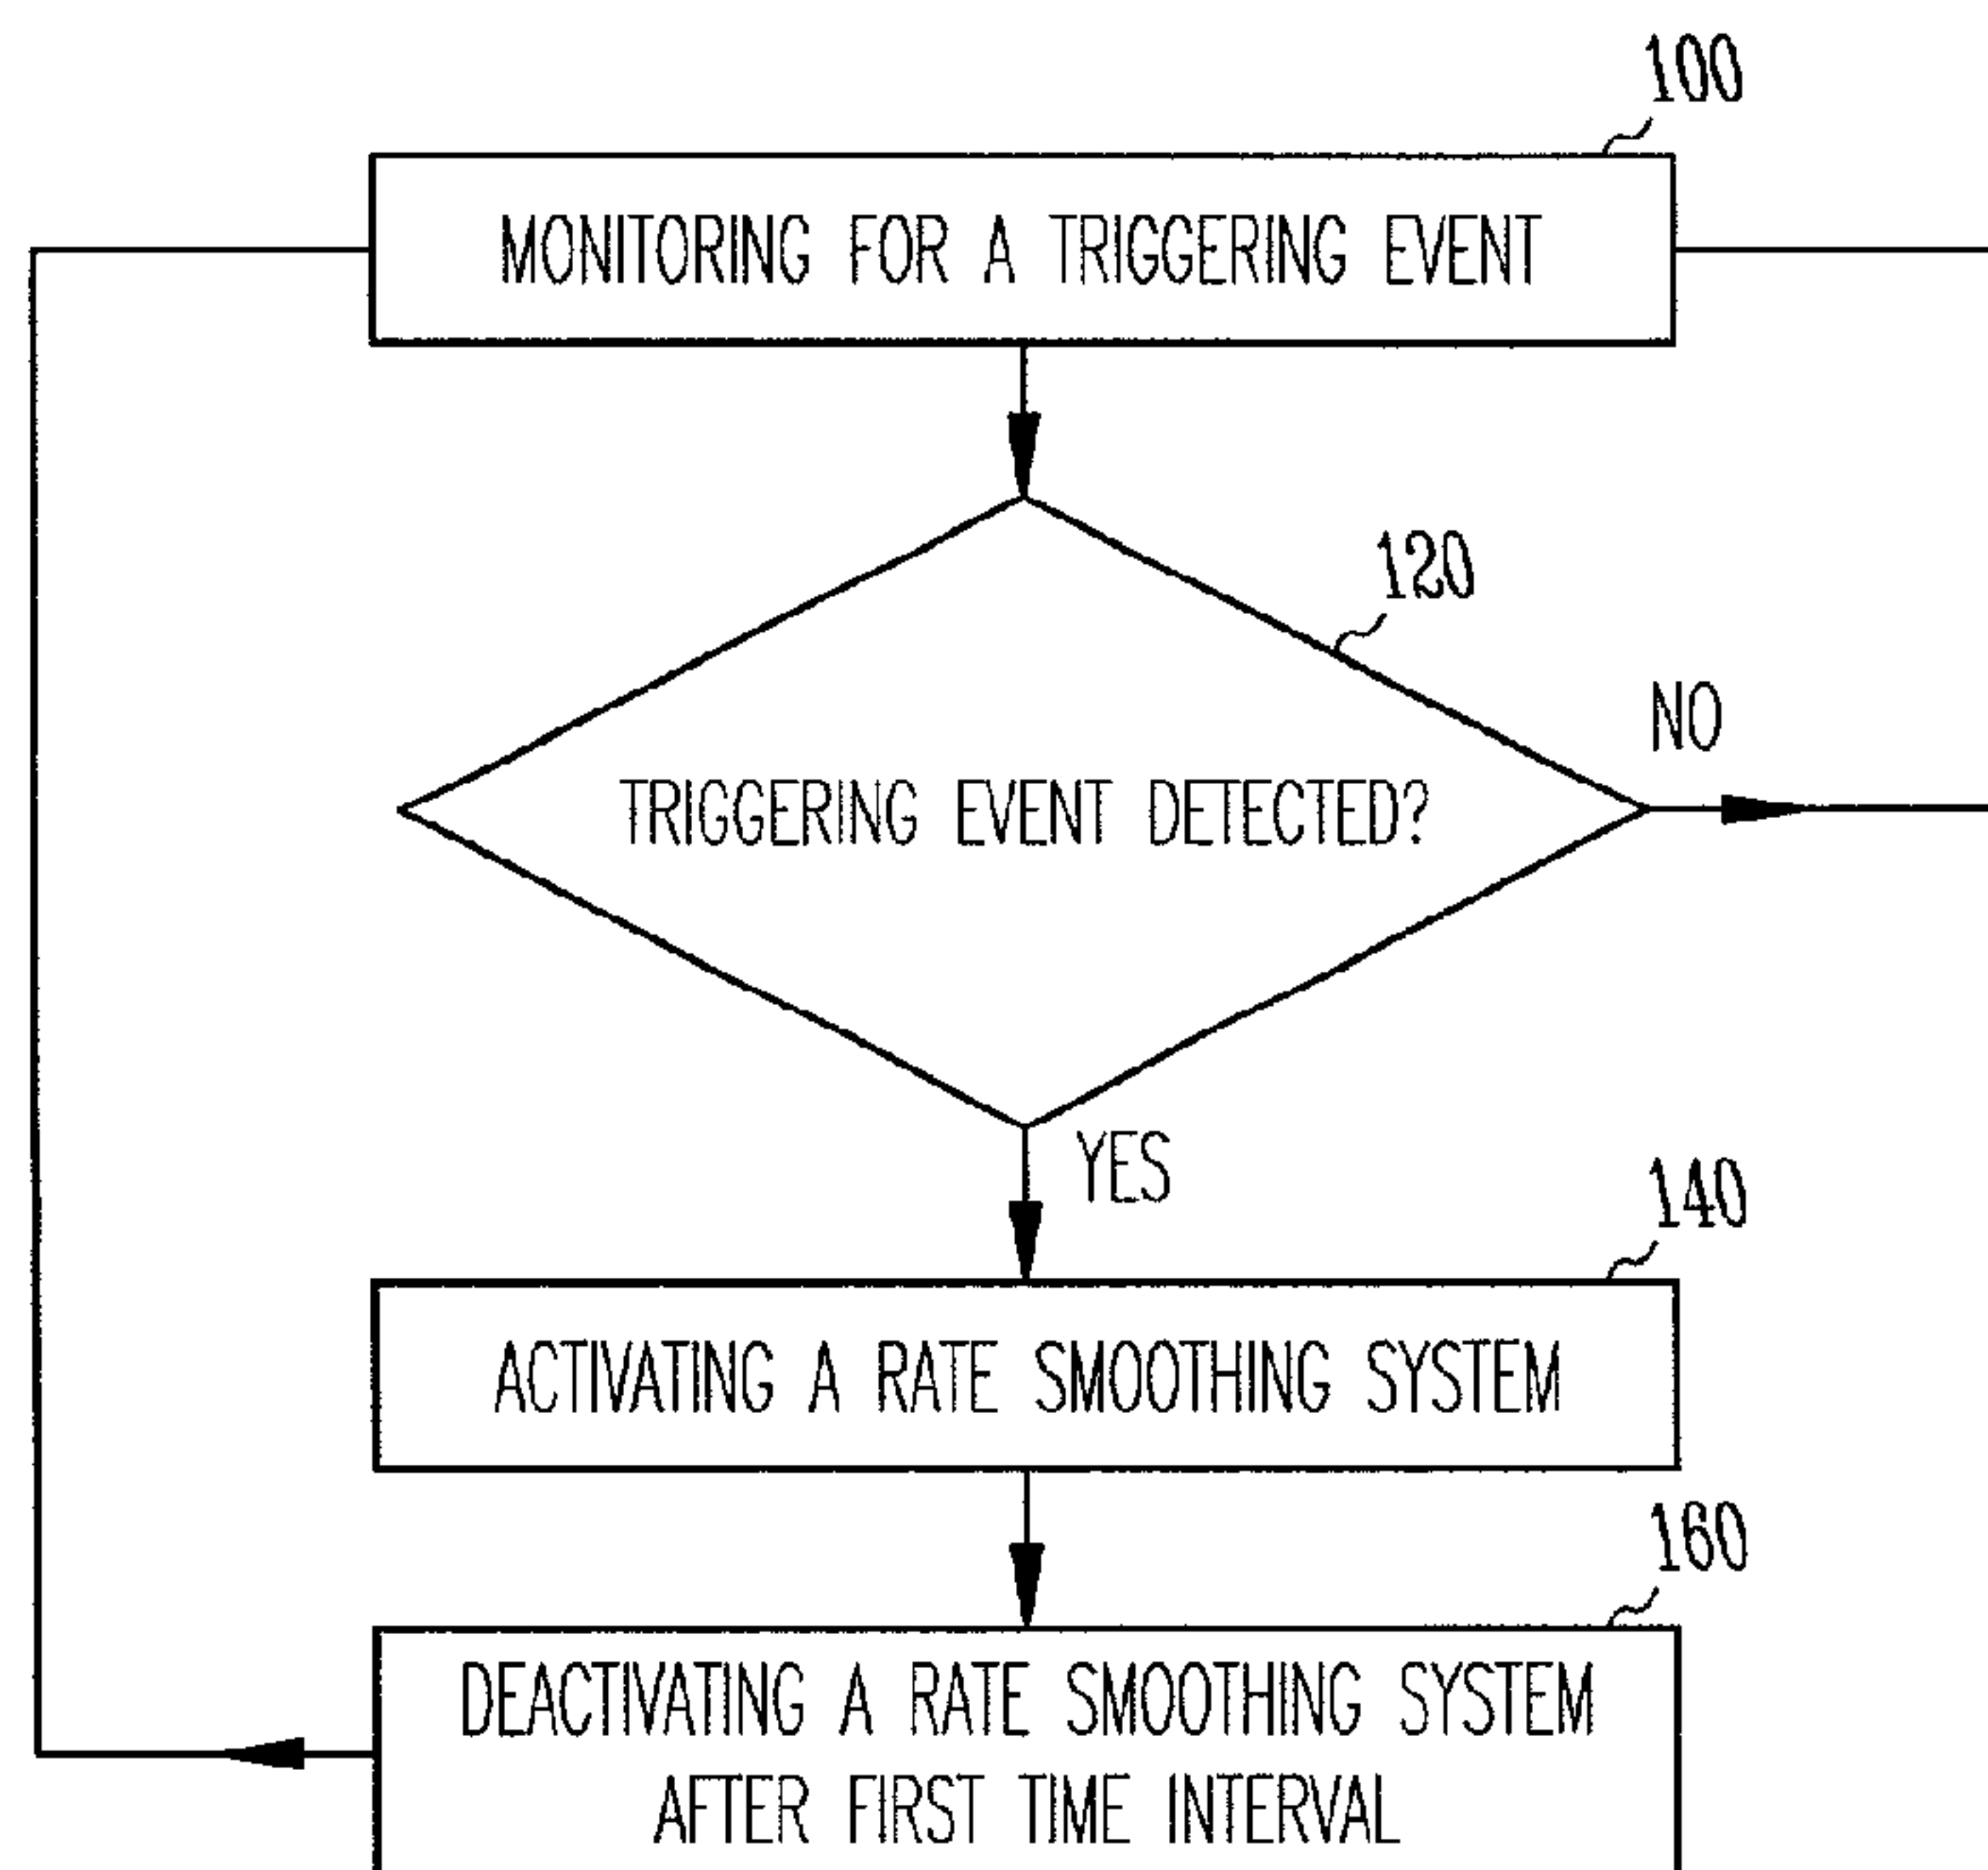 100
MONITORING FOR A TRIGGERING EVENT
120
NO
TRIGGERING EVENT DETECTED?
YES
140
ACTIVATING A RATE SMOOTHING SYSTEM
160
DEACTIVATING A RATE SMOOTHING SYSTEM
AFTER FIRST TIME INTERVAL